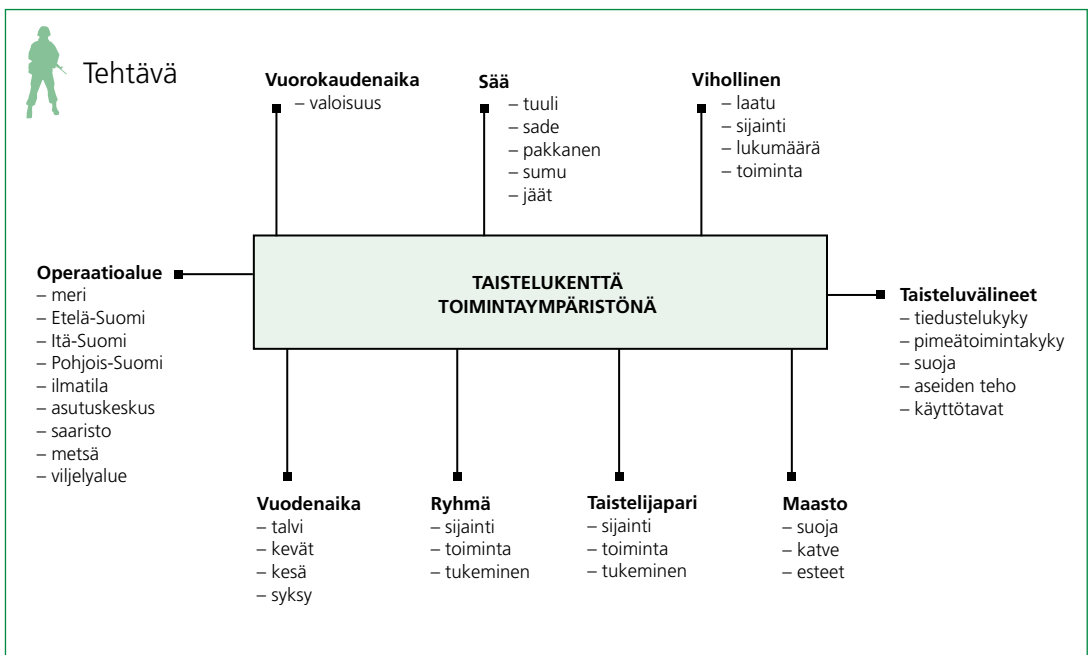 Tehtävä
Vuorokaudenaika
– valoisuus
Sää
– tuuli
– sade
– pakkanen
– sumu
– jäät
Vihollinen
– laatu
– sijainti
– lukumäärä
– toiminta
Operaatioalue
– meri
– Etelä-Suomi
– Itä-Suomi
– Pohjois-Suomi
– ilmatila
– asutuskeskus
– saaristo
– metsä
– viljelyalue
TAISTELUKENTTÄ
TOIMINTAYMPÄRISTÖNÄ
Taisteluvälineet
– tiedustelukyky
– pimeätoimintakyky
– suoja
– aseiden teho
– käyttötavat
Vuodenaika
– talvi
– kevät
– kesä
– syksy
Ryhmä
– sijainti
– toiminta
– tukeminen
Taistelijapari
– sijainti
– toiminta
– tukeminen
Maasto
– suoja
– katve
– esteet